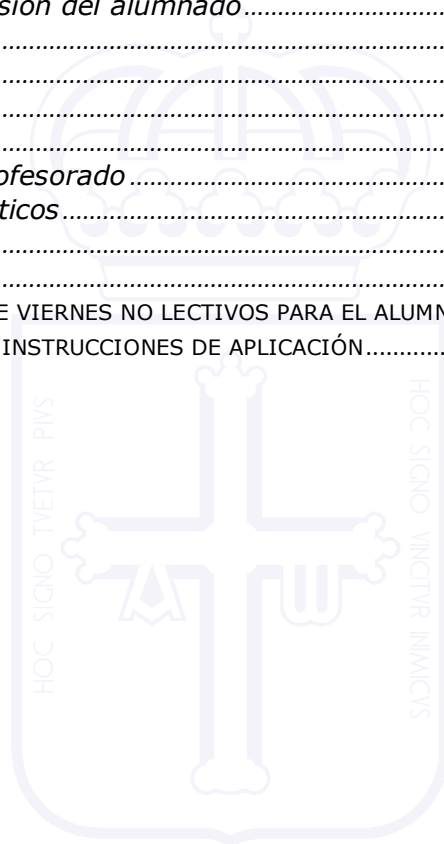 sión del alumnado
ofesorado
ticos
E VIERNES NO LECTIVOS PARA EL ALUMN
INSTRUCCIONES DE APLICACIÓN
HOC SIGNO TVETVR PIVS
HOC SIGNO VINCITVR INIMICVS